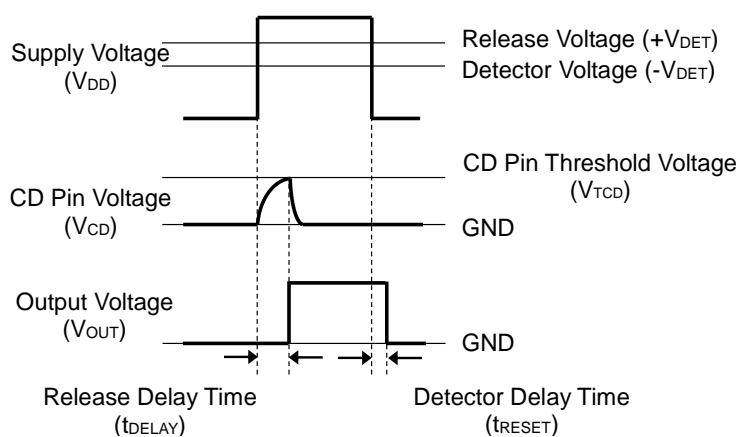 Supply Voltage
(VDD)
Release Voltage (+VDET)
Detector Voltage (-VDET)
CD Pin Voltage
(VCD)
CD Pin Threshold Voltage
(VTCD)
GND
Output Voltage
(VOUT)
GND
Release Delay Time
(tDELAY)
Detector Delay Time
(tRESET)